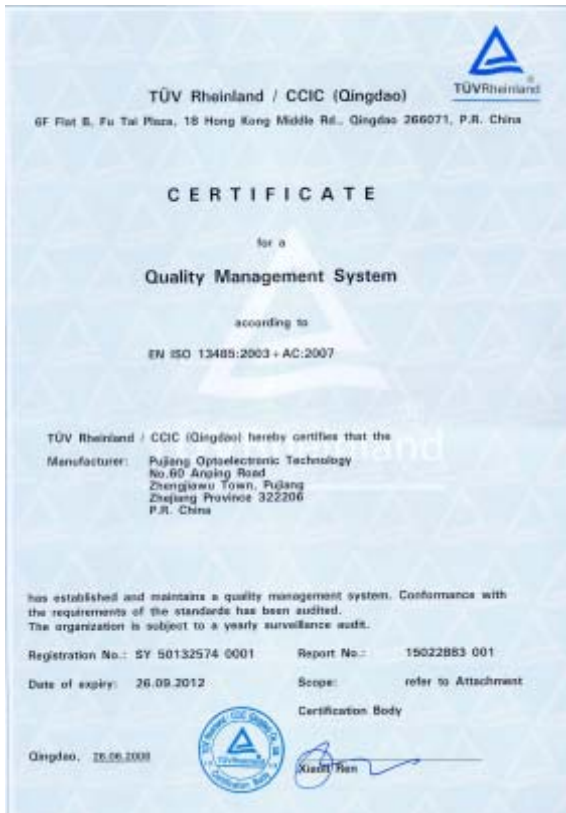 TÜVRheinland
®
TÜV Rheinland / CCIC (Qingdao)
6F Flat B, Fu Tai Plaza, 18 Hong Kong Middle Rd., Qingdao 266071, P.R. China
CERTIFICATE
for a
Quality Management System
according to
EN ISO 13485:2003 + AC:2007
TÜV Rheinland / CCIC (Qingdao) hereby certifies that the
Manufacturer: Pujiang Optoelectronic Technology
No.60 Anping Road
Zhengjiawu Town, Pujiang
Zhejiang Province 322206
P.R. China
has established and maintains a quality management system. Conformance with
the requirements of the standards has been audited.
The organization is subject to a yearly surveillance audit.
Registration No.: SY 50132574 0001 Report No.: 15022883 001
Date of expiry: 26.09.2012 Scope: refer to Attachment
Certification Body
Qingdao,
TÜVRheinland
Certification Body
Ren